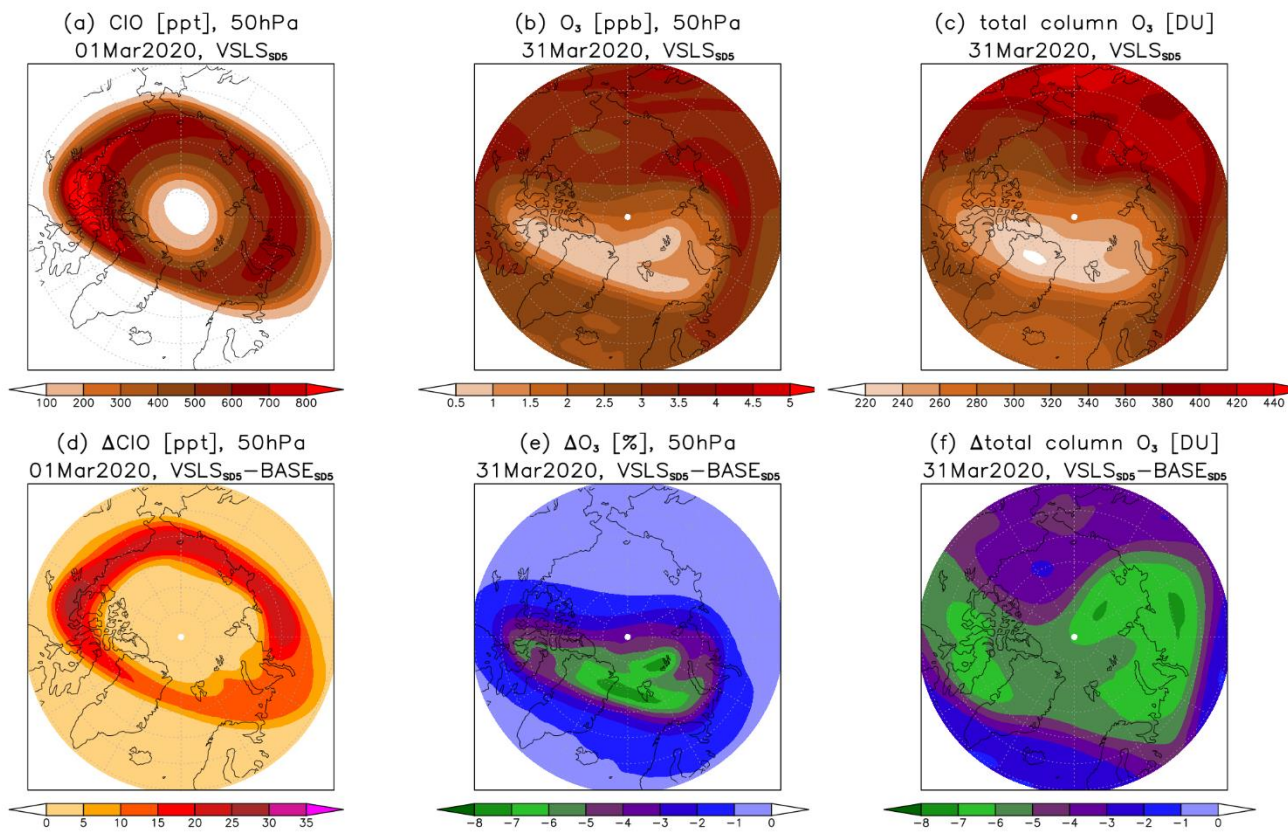 (a) ClO [ppt], 50hPa
01Mar2020, VSLS_SD5
(b) O₃ [ppb], 50hPa
31Mar2020, VSLS_SD5
(c) total column O₃ [DU]
31Mar2020, VSLS_SD5
100 200 300 400 500 600 700 800
0.5 1 1.5 2 2.5 3 3.5 4 4.5 5
220 240 260 280 300 320 340 360 380 400 420 440
(d) ΔClO [ppt], 50hPa
01Mar2020, VSLS_SD5−BASE_SD5
(e) ΔO₃ [%], 50hPa
31Mar2020, VSLS_SD5−BASE_SD5
(f) Δtotal column O₃ [DU]
31Mar2020, VSLS_SD5−BASE_SD5
0 5 10 15 20 25 30 35
−8 −7 −6 −5 −4 −3 −2 −1 0
−8 −7 −6 −5 −4 −3 −2 −1 0